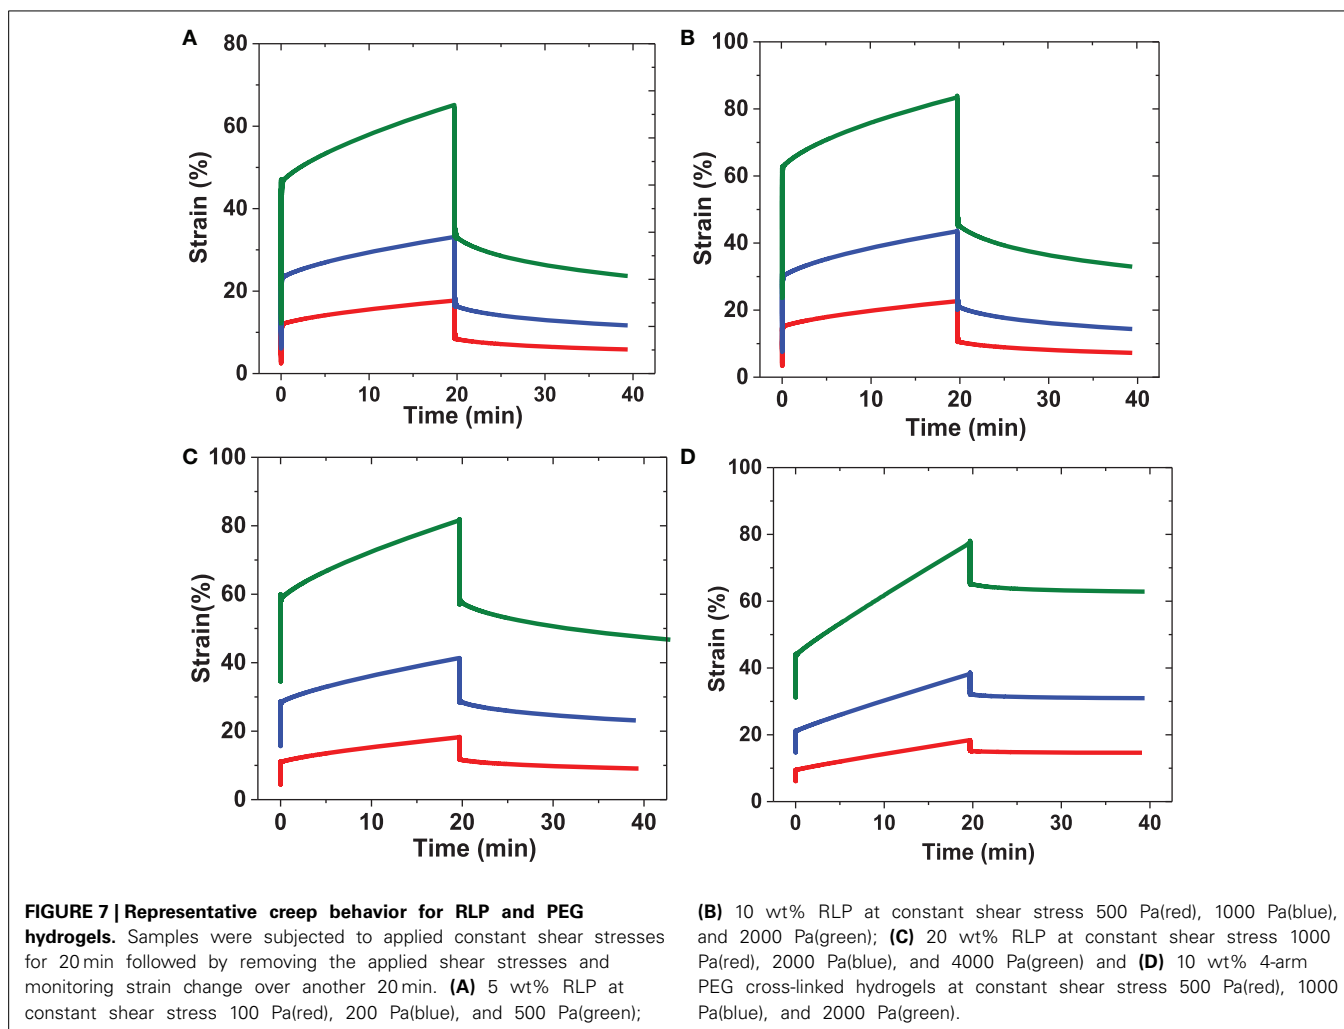 A
80
60
40
20
0
Strain (%)
0 10 20 30 40
Time (min)
B
100
80
60
40
20
0
Strain (%)
0 10 20 30 40
Time (min)
C
100
80
60
40
20
0
Strain(%)
0 10 20 30 40
Time (min)
D
100
80
60
40
20
0
Strain (%)
0 10 20 30 40
Time (min)
FIGURE 7 | Representative creep behavior for RLP and PEG
hydrogels. Samples were subjected to applied constant shear stresses
for 20 min followed by removing the applied shear stresses and
monitoring strain change over another 20 min. (A) 5 wt% RLP at
constant shear stress 100 Pa(red), 200 Pa(blue), and 500 Pa(green);
(B) 10 wt% RLP at constant shear stress 500 Pa(red), 1000 Pa(blue),
and 2000 Pa(green); (C) 20 wt% RLP at constant shear stress 1000
Pa(red), 2000 Pa(blue), and 4000 Pa(green) and (D) 10 wt% 4-arm
PEG cross-linked hydrogels at constant shear stress 500 Pa(red), 1000
Pa(blue), and 2000 Pa(green).